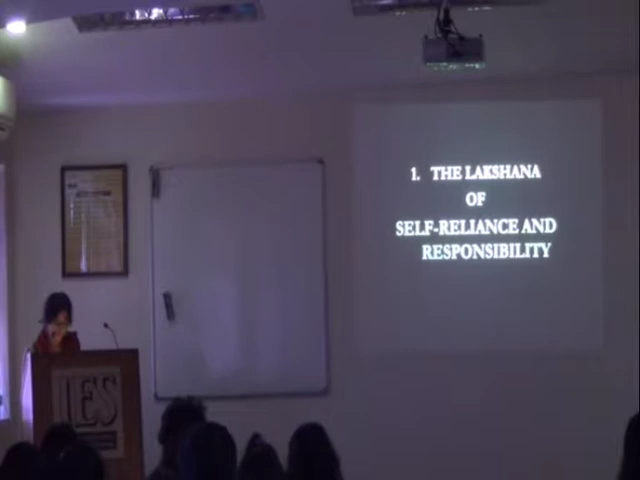 1. THE LAKSHANA
OF
SELF-RELIANCE AND
RESPONSIBILITY
IES